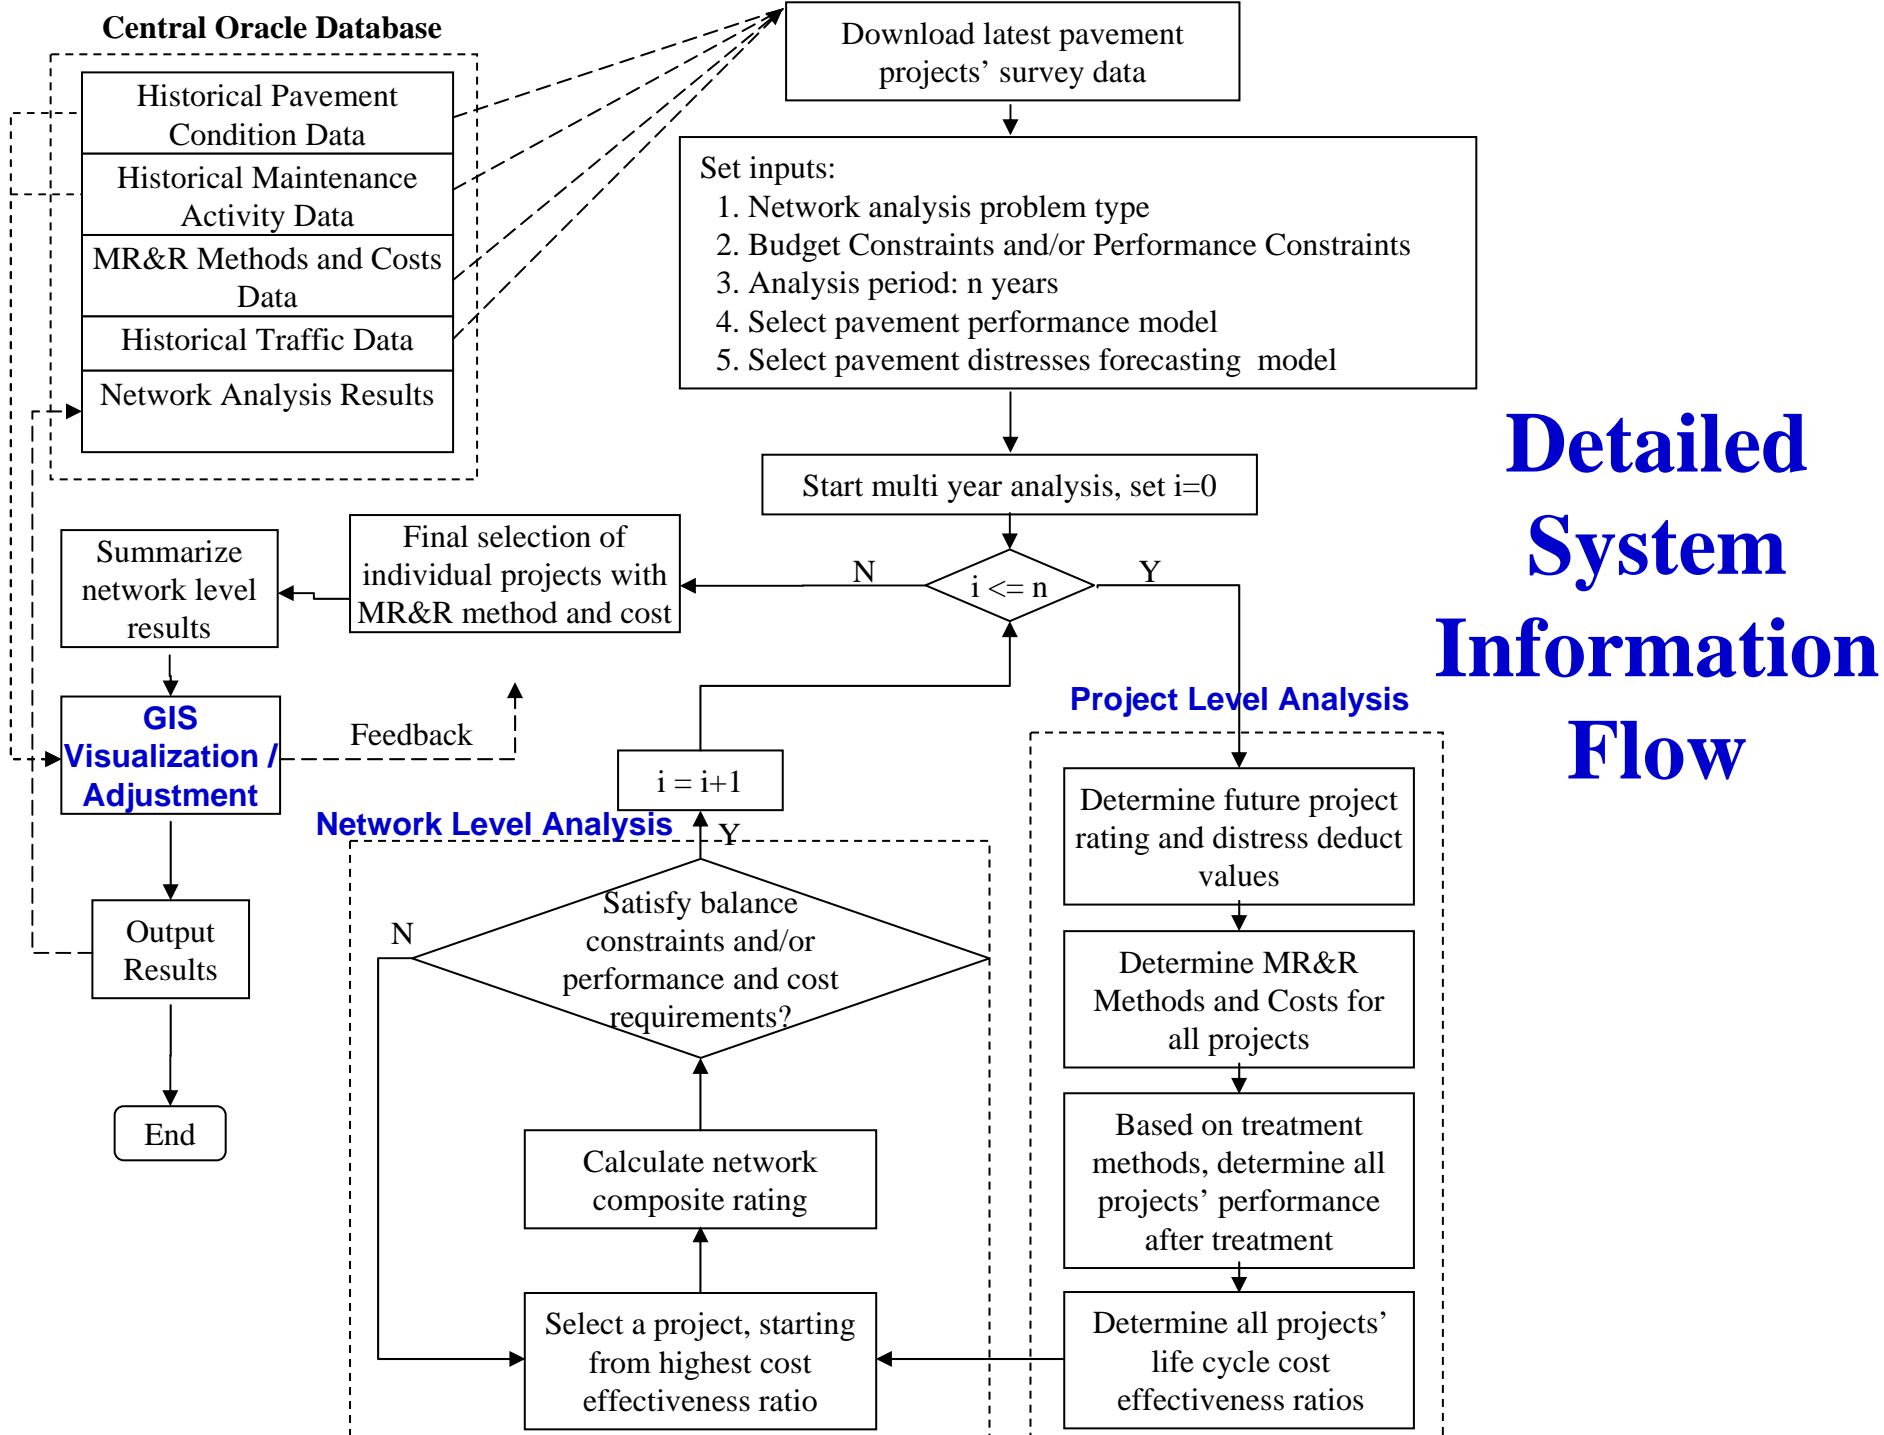 Central Oracle Database
Historical Pavement
Condition Data
Historical Maintenance
Activity Data
MR&R Methods and Costs
Data
Historical Traffic Data
Network Analysis Results
Download latest pavement
projects’ survey data
Set inputs:
1. Network analysis problem type
2. Budget Constraints and/or Performance Constraints
3. Analysis period: n years
4. Select pavement performance model
5. Select pavement distresses forecasting  model
Start multi year analysis, set i=0
i <= n
N
Y
Final selection of
individual projects with
MR&R method and cost
Summarize
network level
results
GIS
Visualization /
Adjustment
Feedback
Output
Results
End
Detailed
System
Information
Flow
Project Level Analysis
Determine future project
rating and distress deduct
values
Determine MR&R
Methods and Costs for
all projects
Based on treatment
methods, determine all
projects’ performance
after treatment
Determine all projects’
life cycle cost
effectiveness ratios
i = i+1
Network Level Analysis
Y
N
Satisfy balance
constraints and/or
performance and cost
requirements?
Calculate network
composite rating
Select a project, starting
from highest cost
effectiveness ratio